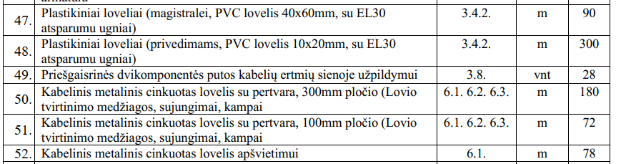 47. Plastikiniai loveliai (magistralei, PVC lovelis 40x60mm, su EL30 3.4.2. m 90
atsparumu ugniai)
48. Plastikiniai loveliai (privedimams, PVC lovelis 10x20mm, su EL30 3.4.2. m 300
atsparumu ugniai)
49. Priešgaisrinės dvikomponentės putos kabelių ertmių sienoje užpildymui 3.8. vnt 28
50. Kabelinis metalinis cinkuotas lovelis su pertvara, 300mm pločio (Lovio 6.1. 6.2. 6.3. m 180
tvirtinimo medžiagos, sujungimai, kampai
51. Kabelinis metalinis cinkuotas lovelis su pertvara, 100mm pločio (Lovio 6.1. 6.2. 6.3. m 72
tvirtinimo medžiagos, sujungimai, kampai
52. Kabelinis metalinis cinkuotas lovelis apšvietimui 6.1. m 78